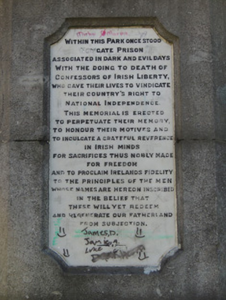 WITHIN THIS PARK ONCE STOOD
GATE PRISON
ASSOCIATED IN DARK AND EVIL DAYS
WITH THE DOING TO DEATH OF
CONFESSORS OF IRISH LIBERTY,
WHO GAVE THEIR LIVES TO VINDICATE
THEIR COUNTRY'S RIGHT TO
NATIONAL INDEPENDENCE.
THIS MEMORIAL IS ERECTED
TO PERPETUATE THEIR MEMORY,
TO HONOUR THEIR MOTIVES AND
TO INCULCATE A GRATEFUL REVERENCE
IN IRISH MINDS
FOR SACRIFICES THUS NOBLY MADE
FOR FREEDOM
AND TO PROCLAIM IRELANDS FIDELITY
TO THE PRINCIPLES OF THE MEN
WHOSE NAMES ARE HEREON INSCRIBED
IN THE BELIEF THAT
THESE WILL YET REDEEM
AND REGENERATE OUR FATHERLAND
FROM SUBJECTION.